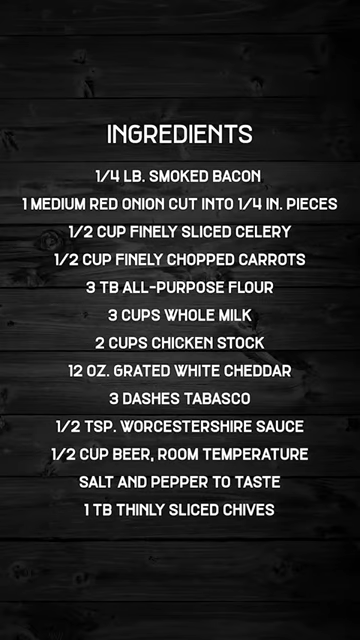 INGREDIENTS
1/4 LB. SMOKED BACON
1 MEDIUM RED ONION CUT INTO 1/4 IN. PIECES
1/2 CUP FINELY SLICED CELERY
1/2 CUP FINELY CHOPPED CARROTS
3 TB ALL-PURPOSE FLOUR
3 CUPS WHOLE MILK
2 CUPS CHICKEN STOCK
12 OZ. GRATED WHITE CHEDDAR
3 DASHES TABASCO
1/2 TSP. WORCESTERSHIRE SAUCE
1/2 CUP BEER, ROOM TEMPERATURE
SALT AND PEPPER TO TASTE
1 TB THINLY SLICED CHIVES